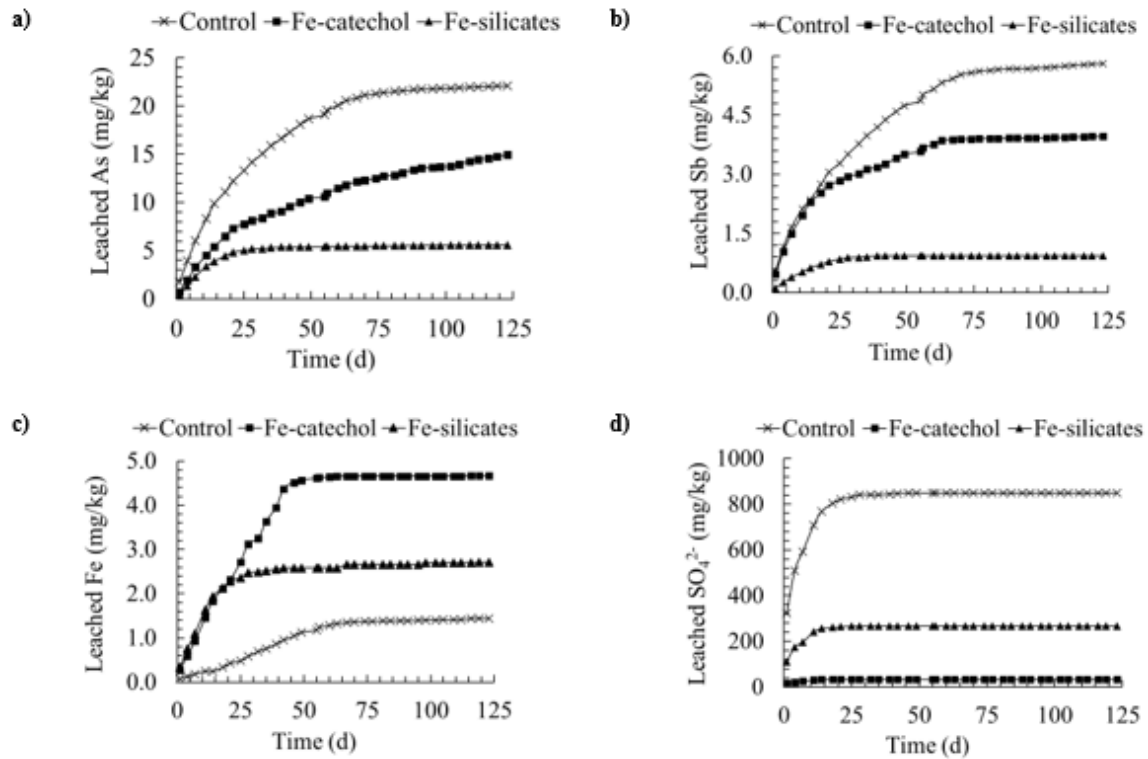 a)
Control Fe-catechol Fe-silicates
Leached As (mg/kg)
25
20
15
10
5
0
0 25 50 75 100 125
Time (d)
b)
Control Fe-catechol Fe-silicates
Leached Sb (mg/kg)
6.0
4.5
3.0
1.5
0.0
0 25 50 75 100 125
Time (d)
c)
Control Fe-catechol Fe-silicates
Leached Fe (mg/kg)
5.0
4.0
3.0
2.0
1.0
0.0
0 25 50 75 100 125
Time (d)
d)
Control Fe-catechol Fe-silicates
Leached SO₄²⁻ (mg/kg)
1000
800
600
400
200
0
0 25 50 75 100 125
Time (d)